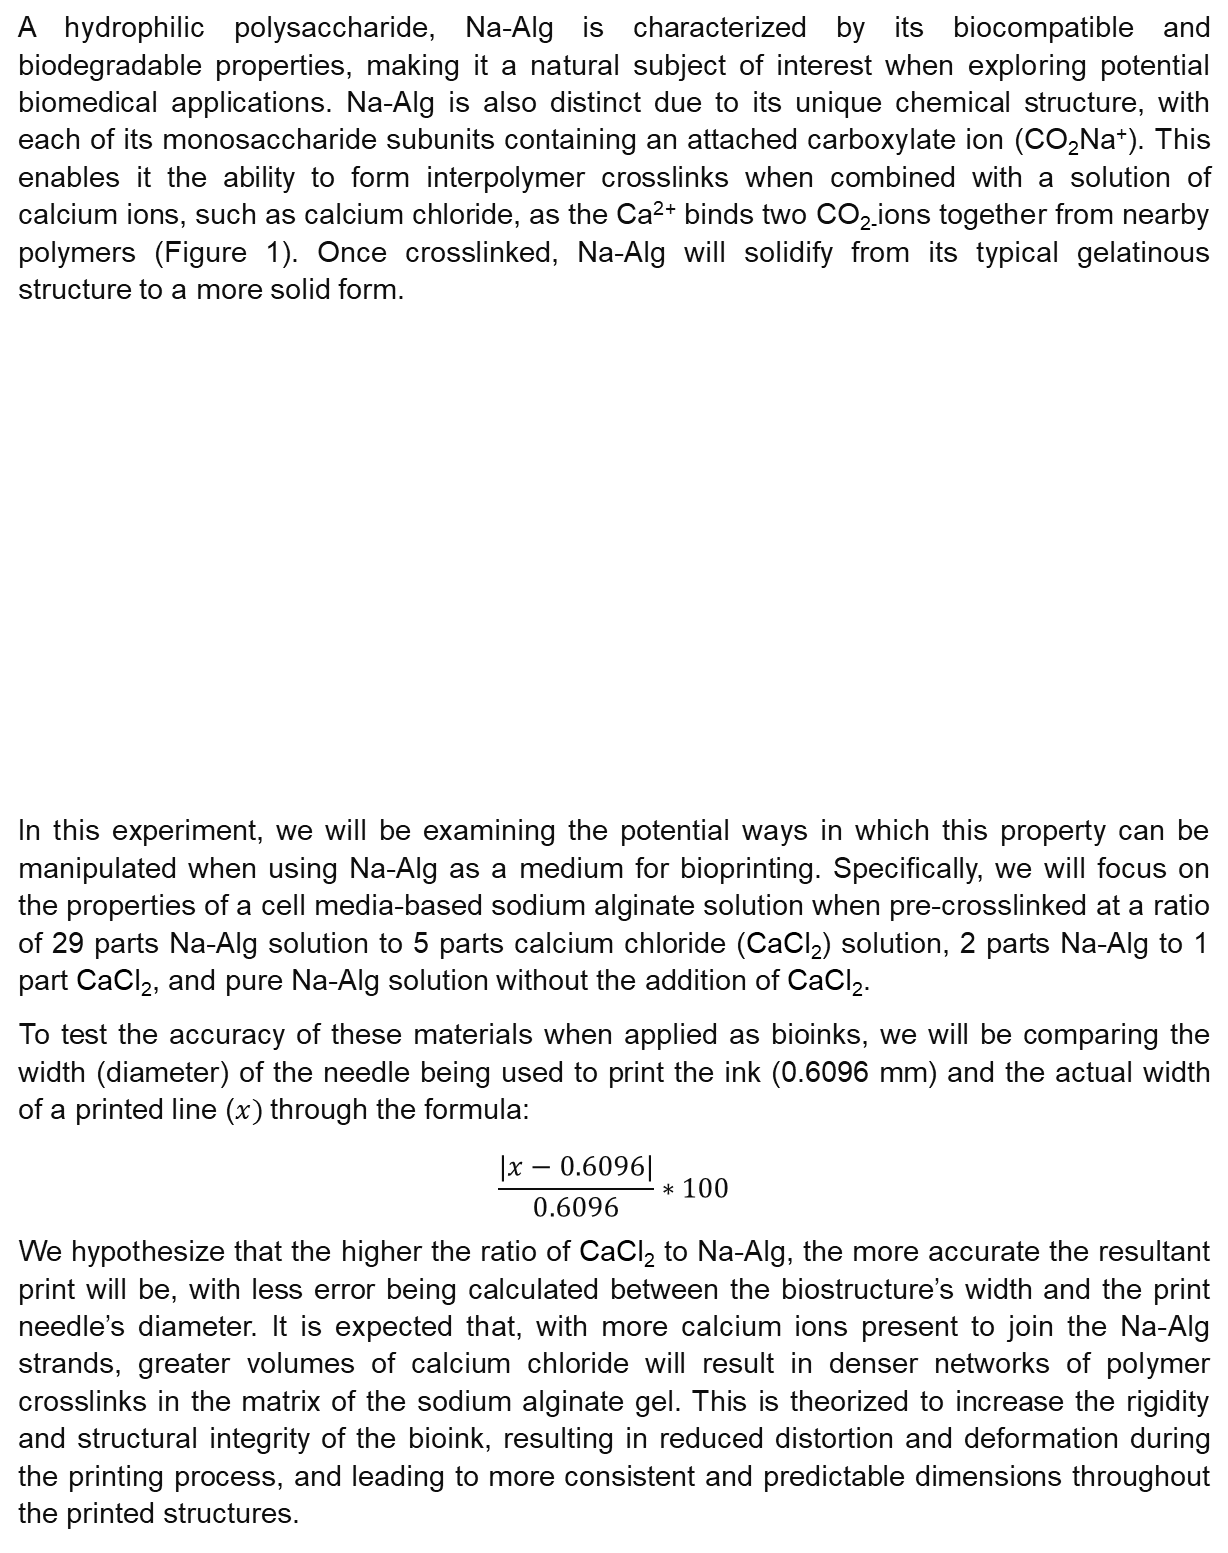 A hydrophilic polysaccharide, Na-Alg is characterized by its biocompatible and
biodegradable properties, making it a natural subject of interest when exploring potential
biomedical applications. Na-Alg is also distinct due to its unique chemical structure, with
each of its monosaccharide subunits containing an attached carboxylate ion (CO₂Na⁺). This
enables it the ability to form interpolymer crosslinks when combined with a solution of
calcium ions, such as calcium chloride, as the Ca²⁺ binds two CO₂₋ions together from nearby
polymers (Figure 1). Once crosslinked, Na-Alg will solidify from its typical gelatinous
structure to a more solid form.
In this experiment, we will be examining the potential ways in which this property can be
manipulated when using Na-Alg as a medium for bioprinting. Specifically, we will focus on
the properties of a cell media-based sodium alginate solution when pre-crosslinked at a ratio
of 29 parts Na-Alg solution to 5 parts calcium chloride (CaCl₂) solution, 2 parts Na-Alg to 1
part CaCl₂, and pure Na-Alg solution without the addition of CaCl₂.
To test the accuracy of these materials when applied as bioinks, we will be comparing the
width (diameter) of the needle being used to print the ink (0.6096 mm) and the actual width
of a printed line (x) through the formula:
|x − 0.6096|
0.6096
∗ 100
We hypothesize that the higher the ratio of CaCl₂ to Na-Alg, the more accurate the resultant
print will be, with less error being calculated between the biostructure’s width and the print
needle’s diameter. It is expected that, with more calcium ions present to join the Na-Alg
strands, greater volumes of calcium chloride will result in denser networks of polymer
crosslinks in the matrix of the sodium alginate gel. This is theorized to increase the rigidity
and structural integrity of the bioink, resulting in reduced distortion and deformation during
the printing process, and leading to more consistent and predictable dimensions throughout
the printed structures.